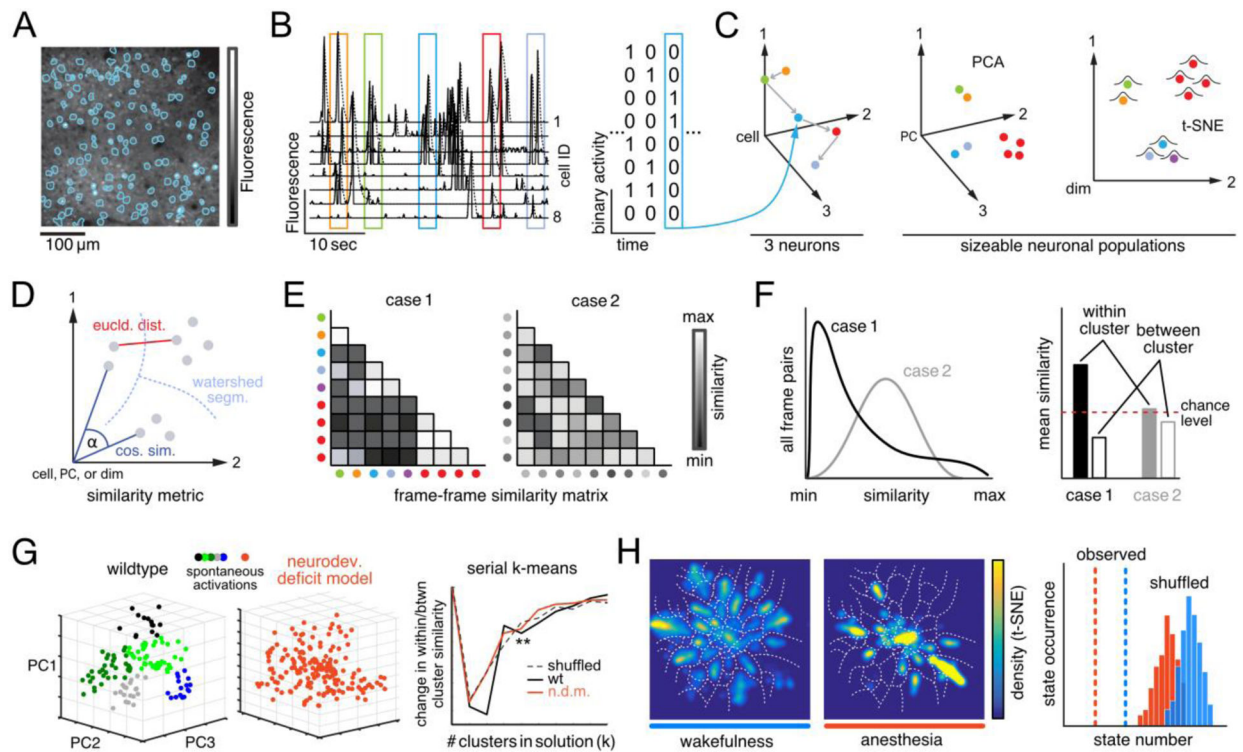 A
Fluorescence
100 µm
B
Fluorescence
10 sec
1
cell ID
8
binary activity
1 0 0
0 1 0
0 0 1
0 0 1
... 1 0 0 ...
0 1 0
1 1 0
0 0 0
time
C
1
2
cell
3
3 neurons
1
PCA
2
PC
3
1
t-SNE
dim
2
sizeable neuronal populations
D
1
eucld. dist.
watershed
segm.
α
cos. sim.
2
cell, PC, or dim
similarity metric
E
case 1
case 2
max
similarity
min
frame-frame similarity matrix
F
all frame pairs
case 1
case 2
min
similarity
max
mean similarity
within
cluster
between
cluster
chance
level
case 1
case 2
G
wildtype
spontaneous
activations
neurodev.
deficit model
PC1
PC2
PC3
serial k-means
change in within/btwn
cluster similarity
**
shuffled
wt
n.d.m.
# clusters in solution (k)
H
wakefulness
anesthesia
density (t-SNE)
state occurrence
observed
shuffled
state number